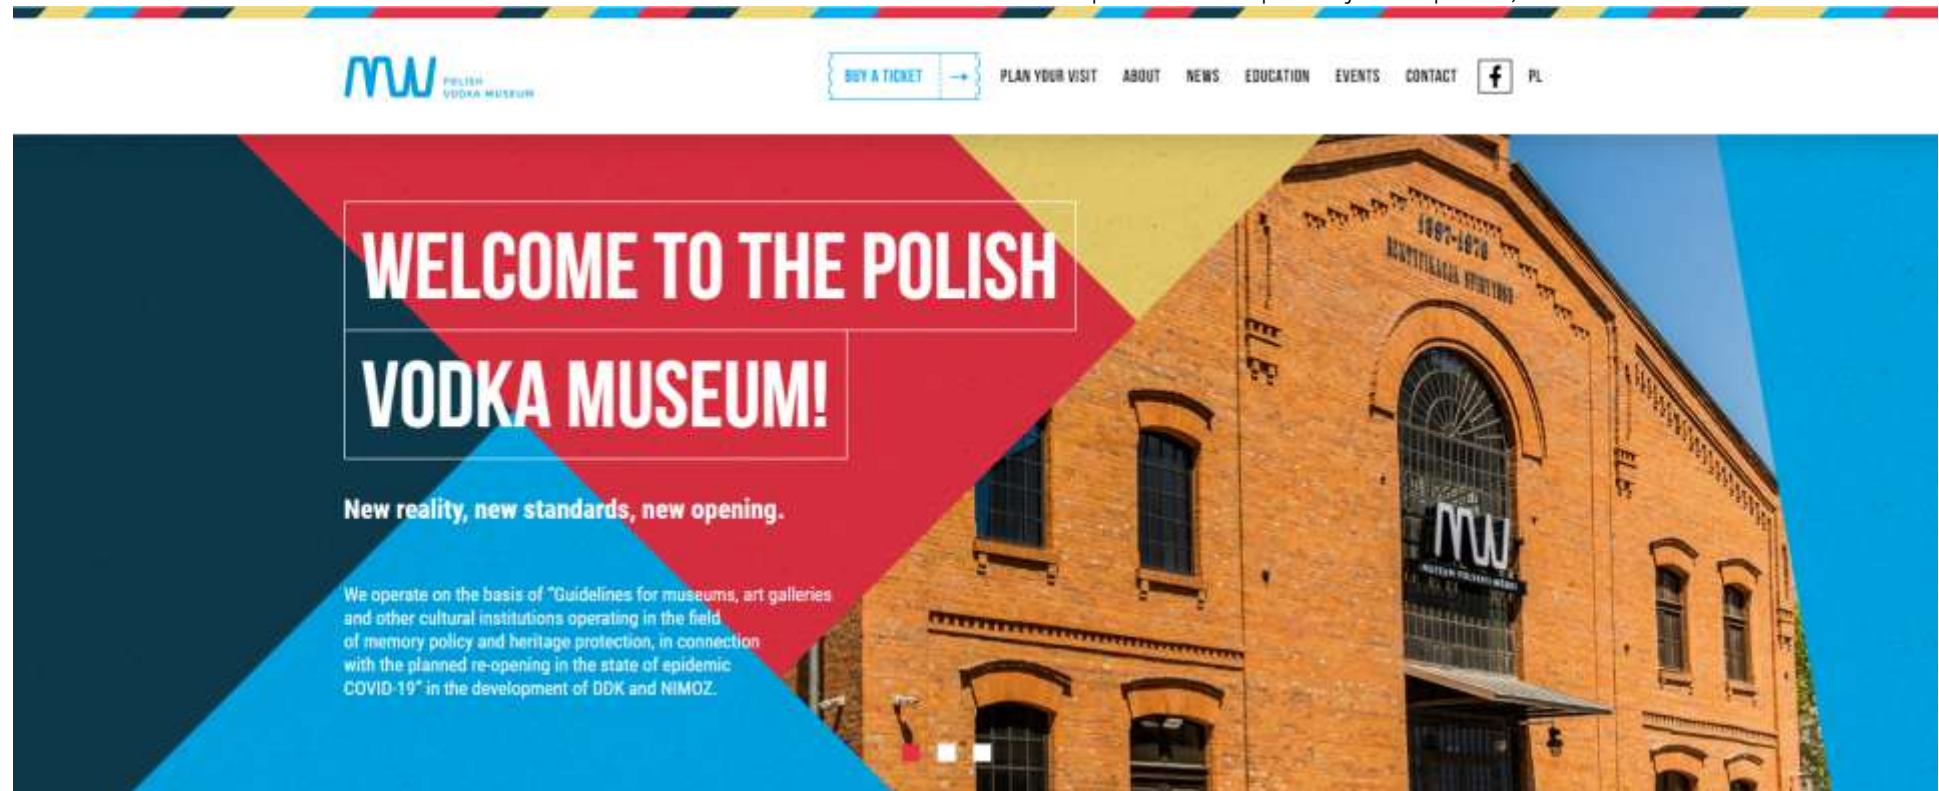 POLISH
VODKA MUSEUM
BUY A TICKET
PLAN YOUR VISIT
ABOUT
NEWS
EDUCATION
EVENTS
CONTACT
f
PL
WELCOME TO THE POLISH
VODKA MUSEUM!
New reality, new standards, new opening.
We operate on the basis of “Guidelines for museums, art galleries
and other cultural institutions operating in the field
of memory policy and heritage protection, in connection
with the planned re-opening in the state of epidemic
COVID-19” in the development of DDK and NIMOZ.
1897-1970
MW